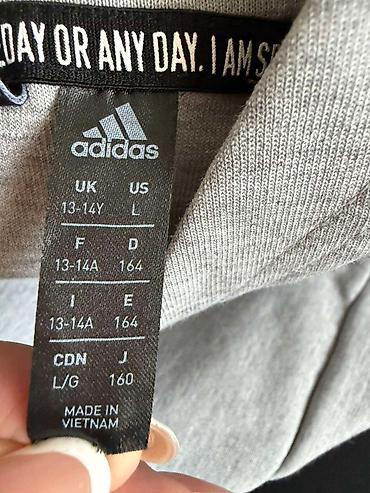 DAY OR ANY DAY. I AM
adidas
UK US
13-14Y L
F D
13-14A 164
I E
13-14A 164
CDN J
L/G 160
MADE IN
VIETNAM